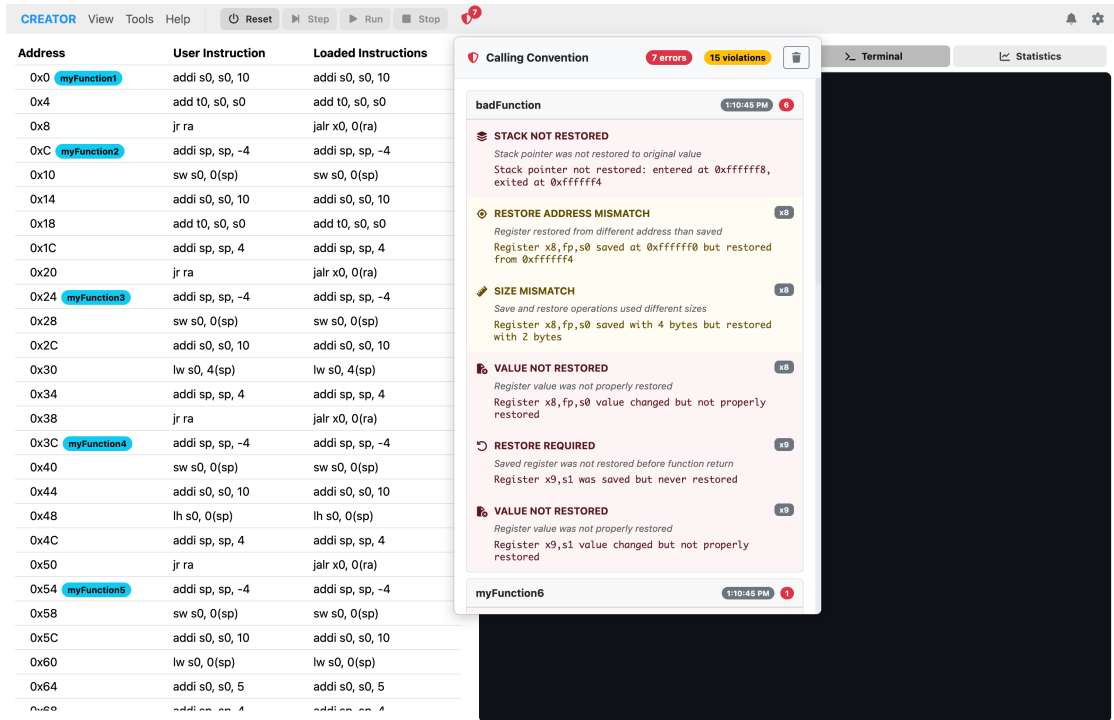 CREATOR View Tools Help Reset Step Run Stop 7
Address User Instruction Loaded Instructions
0x0 myFunction1 addi s0, s0, 10 addi s0, s0, 10
0x4 add t0, s0, s0 add t0, s0, s0
0x8 jr ra jalr x0, 0(ra)
0xC myFunction2 addi sp, sp, -4 addi sp, sp, -4
0x10 sw s0, 0(sp) sw s0, 0(sp)
0x14 addi s0, s0, 10 addi s0, s0, 10
0x18 add t0, s0, s0 add t0, s0, s0
0x1C addi sp, sp, 4 addi sp, sp, 4
0x20 jr ra jalr x0, 0(ra)
0x24 myFunction3 addi sp, sp, -4 addi sp, sp, -4
0x28 sw s0, 0(sp) sw s0, 0(sp)
0x2C addi s0, s0, 10 addi s0, s0, 10
0x30 lw s0, 4(sp) lw s0, 4(sp)
0x34 addi sp, sp, 4 addi sp, sp, 4
0x38 jr ra jalr x0, 0(ra)
0x3C myFunction4 addi sp, sp, -4 addi sp, sp, -4
0x40 sw s0, 0(sp) sw s0, 0(sp)
0x44 addi s0, s0, 10 addi s0, s0, 10
0x48 lh s0, 0(sp) lh s0, 0(sp)
0x4C addi sp, sp, 4 addi sp, sp, 4
0x50 jr ra jalr x0, 0(ra)
0x54 myFunction5 addi sp, sp, -4 addi sp, sp, -4
0x58 sw s0, 0(sp) sw s0, 0(sp)
0x5C addi s0, s0, 10 addi s0, s0, 10
0x60 lw s0, 0(sp) lw s0, 0(sp)
0x64 addi s0, s0, 5 addi s0, s0, 5
0x68 addi sp, sp, 4 addi sp, sp, 4
Calling Convention 7 errors 15 violations
badFunction 1:10:45 PM 6
STACK NOT RESTORED
Stack pointer was not restored to original value
Stack pointer not restored: entered at 0xffffff8,
exited at 0xffffff4
RESTORE ADDRESS MISMATCH x8
Register restored from different address than saved
Register x8,fp,s0 saved at 0xffffff0 but restored
from 0xffffff4
SIZE MISMATCH x8
Save and restore operations used different sizes
Register x8,fp,s0 saved with 4 bytes but restored
with 2 bytes
VALUE NOT RESTORED x8
Register value was not properly restored
Register x8,fp,s0 value changed but not properly
restored
RESTORE REQUIRED x9
Saved register was not restored before function return
Register x9,s1 was saved but never restored
VALUE NOT RESTORED x9
Register value was not properly restored
Register x9,s1 value changed but not properly
restored
myFunction6 1:10:45 PM 1
Terminal Statistics